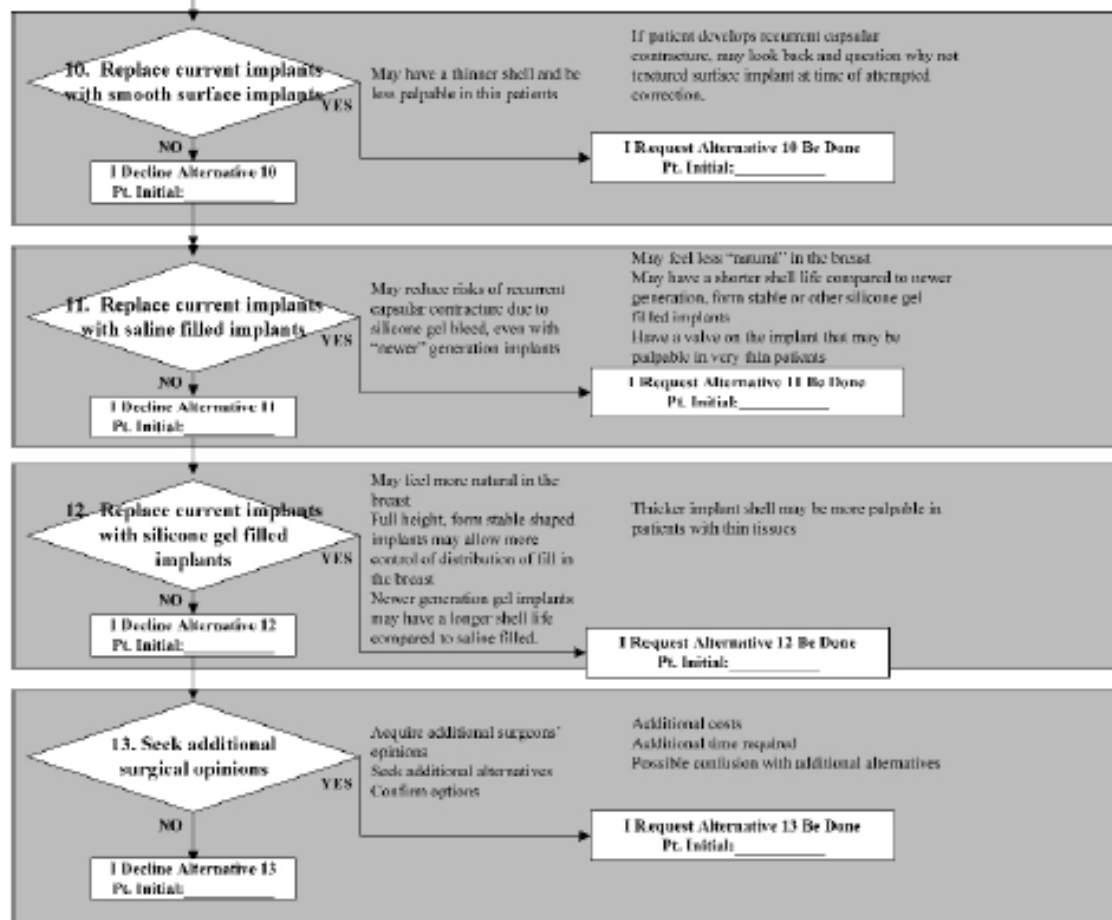 10. Replace current implants
with smooth surface implants
YES
May have a thinner shell and be
less palpable in thin patients
If patient develops recurrent capsular
contracture, may look back and question why not
textured surface implant at time of attempted
correction.
NO
I Decline Alternative 10
Pt. Initial:____________
I Request Alternative 10 Be Done
Pt. Initial:____________
11. Replace current implants
with saline filled implants
YES
May reduce risks of recurrent
capsular contracture due to
silicone gel bleed, even with
“newer” generation implants
May feel less “natural” in the breast
May have a shorter shell life compared to newer
generation, form stable or other silicone gel
filled implants
Have a valve on the implant that may be
palpable in very thin patients
NO
I Decline Alternative 11
Pt. Initial:____________
I Request Alternative 11 Be Done
Pt. Initial:____________
12. Replace current implants
with silicone gel filled
implants
YES
May feel more natural in the
breast
Full height, form stable shaped
implants may allow more
control of distribution of fill in
the breast
Newer generation gel implants
may have a longer shell life
compared to saline filled.
Thicker implant shell may be more palpable in
patients with thin tissues
NO
I Decline Alternative 12
Pt. Initial:____________
I Request Alternative 12 Be Done
Pt. Initial:____________
13. Seek additional
surgical opinions
YES
Acquire additional surgeons’
opinions
Seek additional alternatives
Confirm options
Additional costs
Additional time required
Possible confusion with additional alternatives
NO
I Decline Alternative 13
Pt. Initial:____________
I Request Alternative 13 Be Done
Pt. Initial:____________